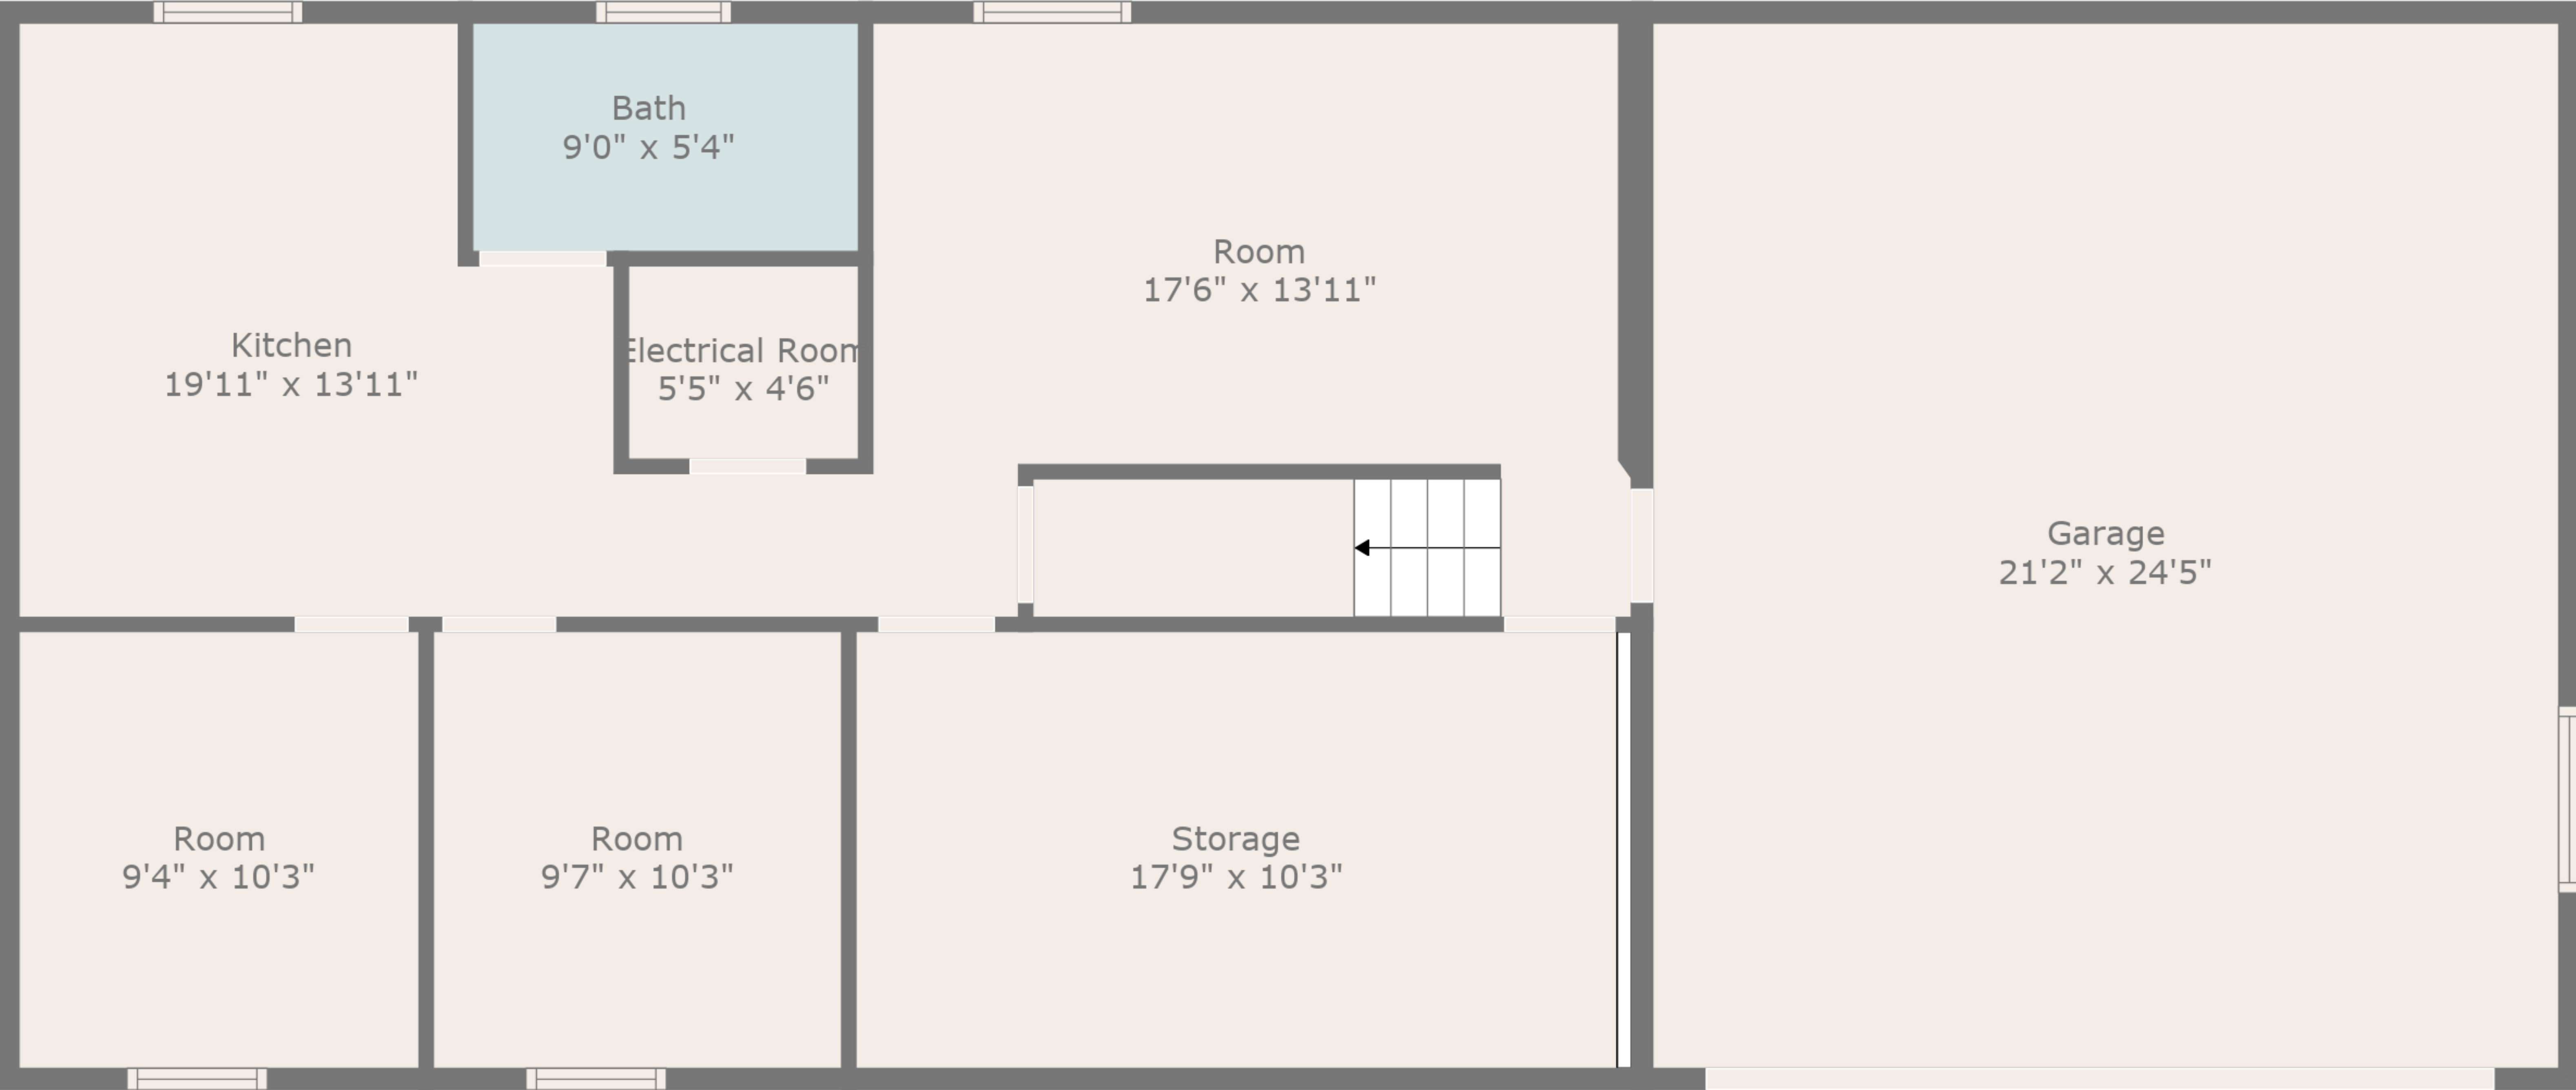 Bath
9'0" x 5'4"
Room
17'6" x 13'11"
Kitchen
19'11" x 13'11"
Electrical Room
5'5" x 4'6"
Garage
21'2" x 24'5"
Room
9'4" x 10'3"
Room
9'7" x 10'3"
Storage
17'9" x 10'3"